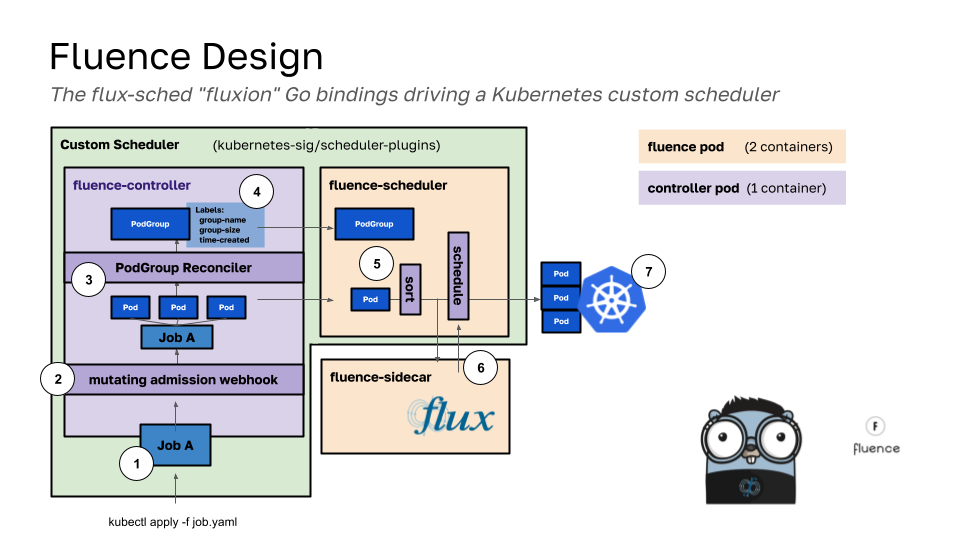 Fluence Design
The flux-sched "fluxion" Go bindings driving a Kubernetes custom scheduler
Custom Scheduler (kubernetes-sig/scheduler-plugins)
fluence-controller
4
Labels:
group-name
group-size
time-created
PodGroup
PodGroup Reconciler
3
Pod Pod Pod
Job A
2
mutating admission webhook
Job A
1
kubectl apply -f job.yaml
fluence-scheduler
PodGroup
5
Pod
sort
schedule
6
fluence-sidecar
flux
Pod
Pod
Pod
7
fluence pod (2 containers)
controller pod (1 container)
F
fluence